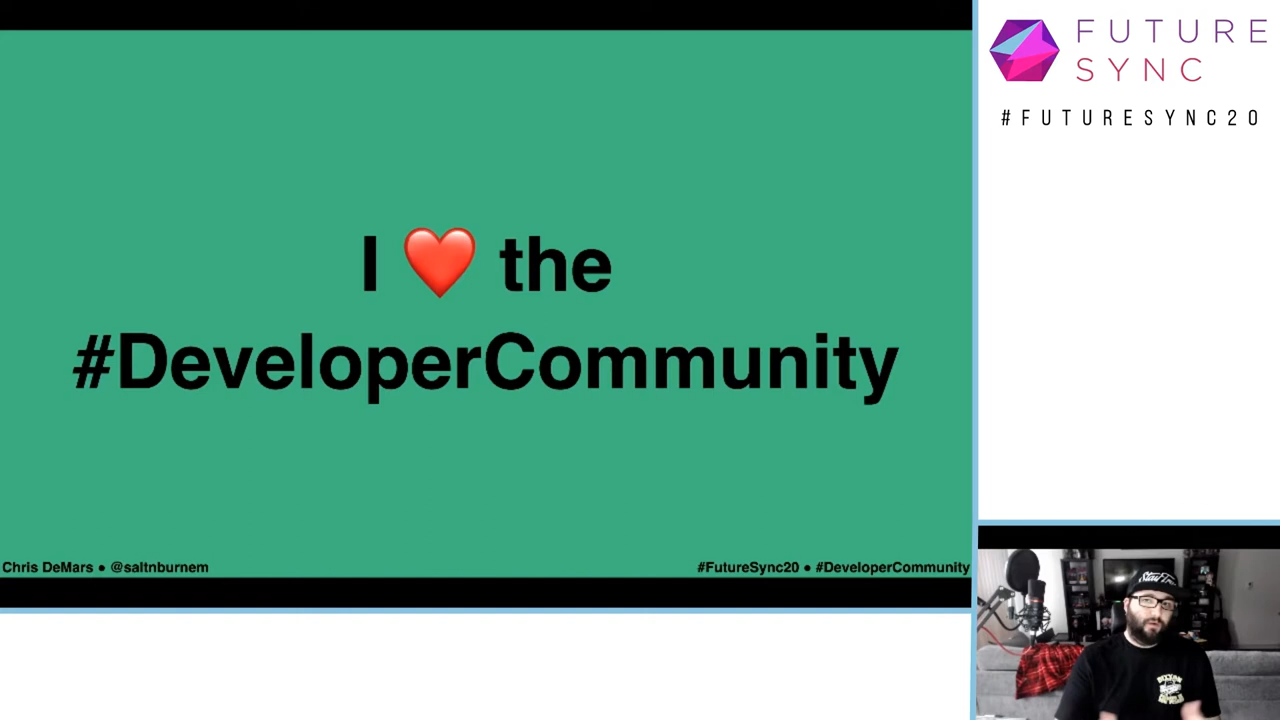 I ❤️ the
#DeveloperCommunity
Chris DeMars ● @saltnburnem
#FutureSync20 ● #DeveloperCommunity
FUTURE
SYNC
#FUTURESYNC20